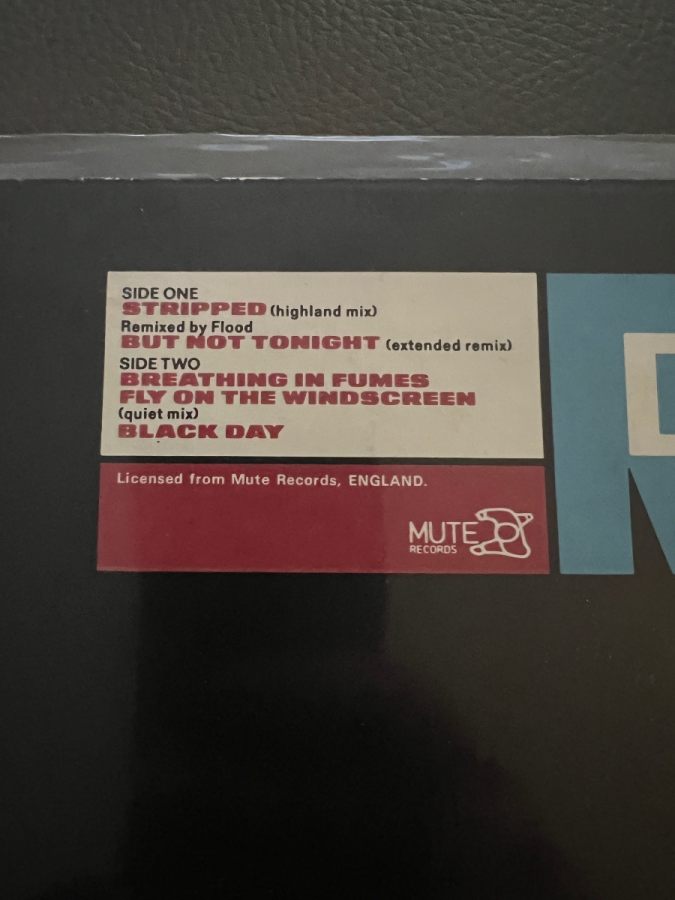 SIDE ONE
STRIPPED (highland mix)
Remixed by Flood
BUT NOT TONIGHT (extended remix)
SIDE TWO
BREATHING IN FUMES
FLY ON THE WINDSCREEN
(quiet mix)
BLACK DAY
Licensed from Mute Records, ENGLAND.
MUTE
RECORDS
R